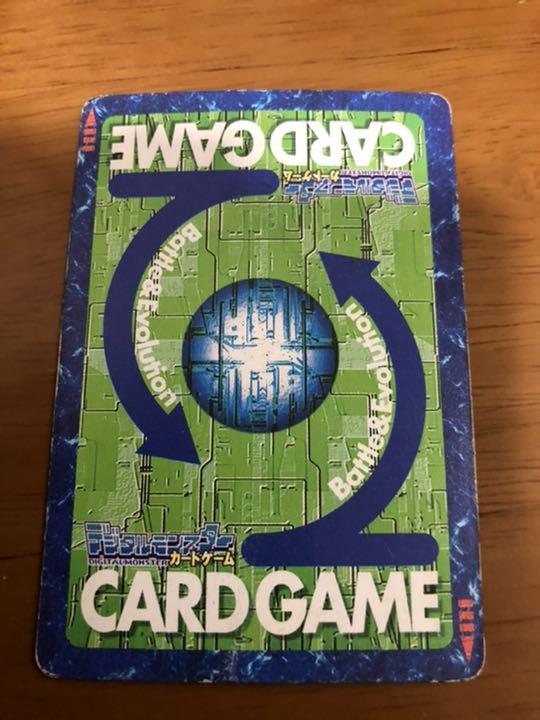 CARD GAME
デジタルモンスター
カードゲーム
DIGITALMONSTER
Battle&Evolution
Battle&Evolution
デジタルモンスター
カードゲーム
DIGITALMONSTER
CARD GAME